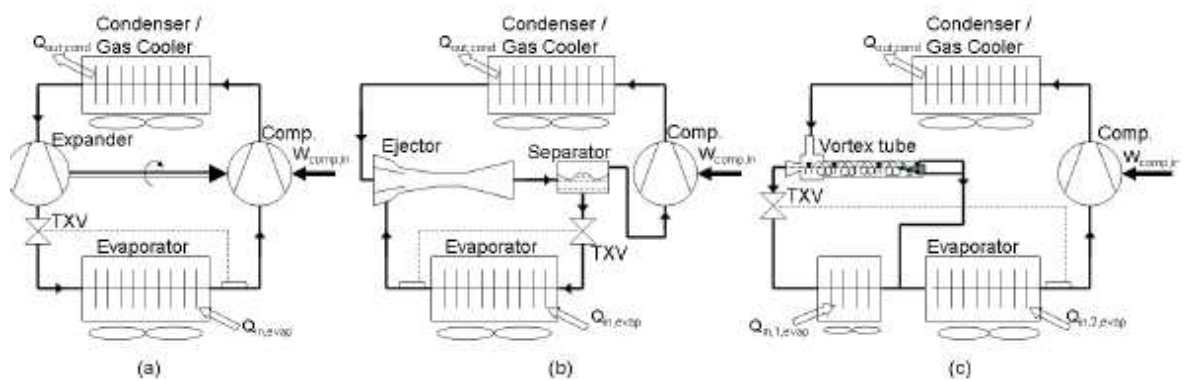 Condenser /
Gas Cooler
Q_out,cond
Expander
Comp.
W_comp,in
TXV
Evaporator
Q_in,evap
(a)
Condenser /
Gas Cooler
Q_out,cond
Ejector
Separator
Comp.
W_comp,in
TXV
Evaporator
Q_in,evap
(b)
Condenser /
Gas Cooler
Q_out,cond
Vortex tube
Comp.
W_comp,in
TXV
Evaporator
Q_in,1,evap
Q_in,2,evap
(c)